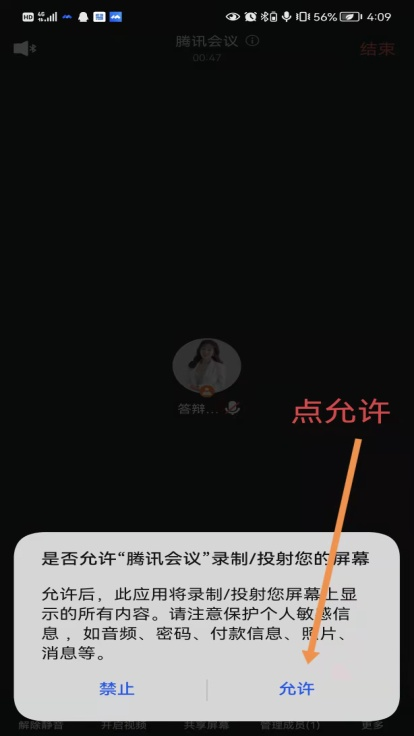 HD 4G 56% 4:09
腾讯会议
00:47
结束
答辩...
点允许
是否允许“腾讯会议”录制/投射您的屏幕
允许后，此应用将录制/投射您屏幕上显
示的所有内容。请注意保护个人敏感信
息，如音频、密码、付款信息、照片、
消息等。
禁止 允许
解除静音 开启视频 共享屏幕 管理成员(1) 更多